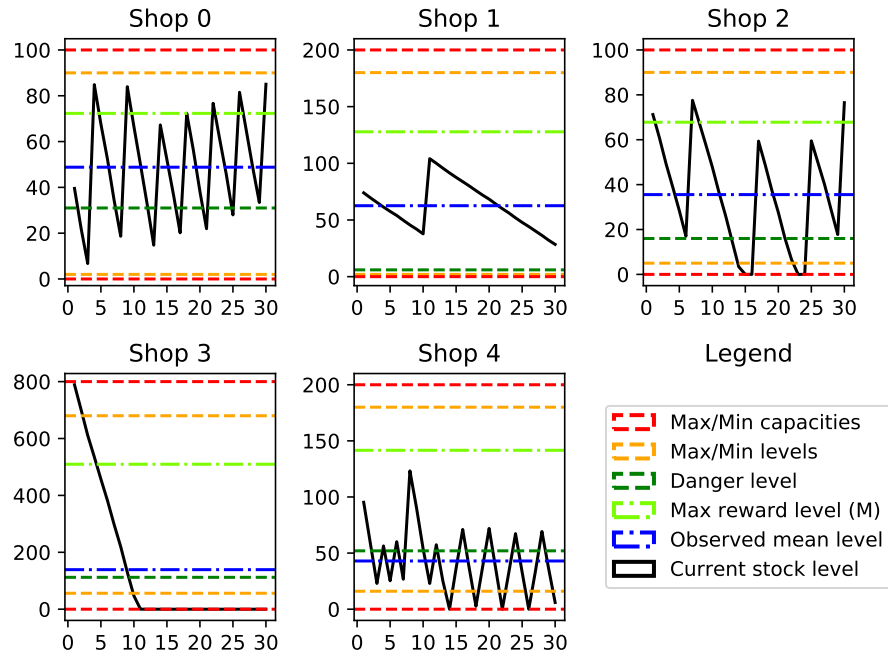 Shop 0
100
80
60
40
20
0
0 5 10 15 20 25 30
Shop 1
200
150
100
50
0
0 5 10 15 20 25 30
Shop 2
100
80
60
40
20
0
0 5 10 15 20 25 30
Shop 3
800
600
400
200
0
0 5 10 15 20 25 30
Shop 4
200
150
100
50
0
0 5 10 15 20 25 30
Legend
Max/Min capacities
Max/Min levels
Danger level
Max reward level (M)
Observed mean level
Current stock level